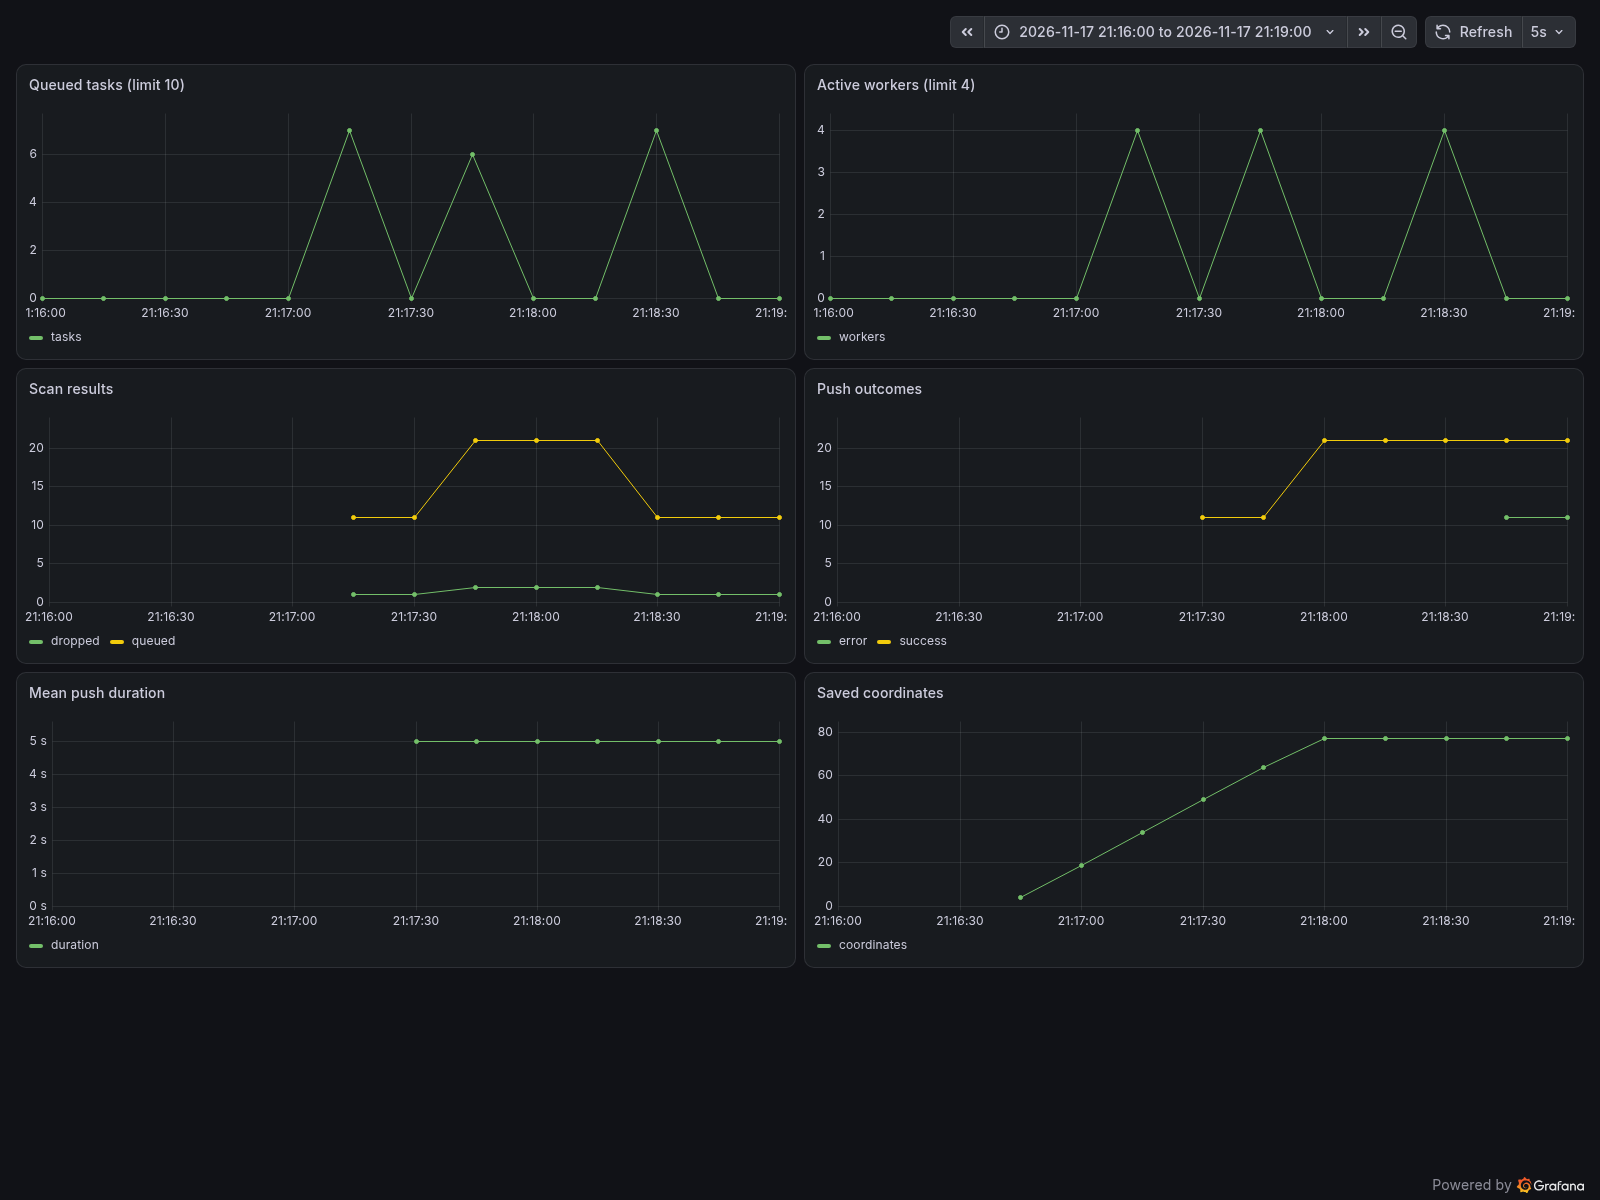 2026-11-17 21:16:00 to 2026-11-17 21:19:00
Refresh
5s
Queued tasks (limit 10)
6
4
2
0
1:16:00 21:16:30 21:17:00 21:17:30 21:18:00 21:18:30 21:19:
tasks
Active workers (limit 4)
4
3
2
1
0
1:16:00 21:16:30 21:17:00 21:17:30 21:18:00 21:18:30 21:19:
workers
Scan results
20
15
10
5
0
21:16:00 21:16:30 21:17:00 21:17:30 21:18:00 21:18:30 21:19:
dropped queued
Push outcomes
20
15
10
5
0
21:16:00 21:16:30 21:17:00 21:17:30 21:18:00 21:18:30 21:19:
error success
Mean push duration
5 s
4 s
3 s
2 s
1 s
0 s
21:16:00 21:16:30 21:17:00 21:17:30 21:18:00 21:18:30 21:19:
duration
Saved coordinates
80
60
40
20
0
21:16:00 21:16:30 21:17:00 21:17:30 21:18:00 21:18:30 21:19:
coordinates
Powered by Grafana